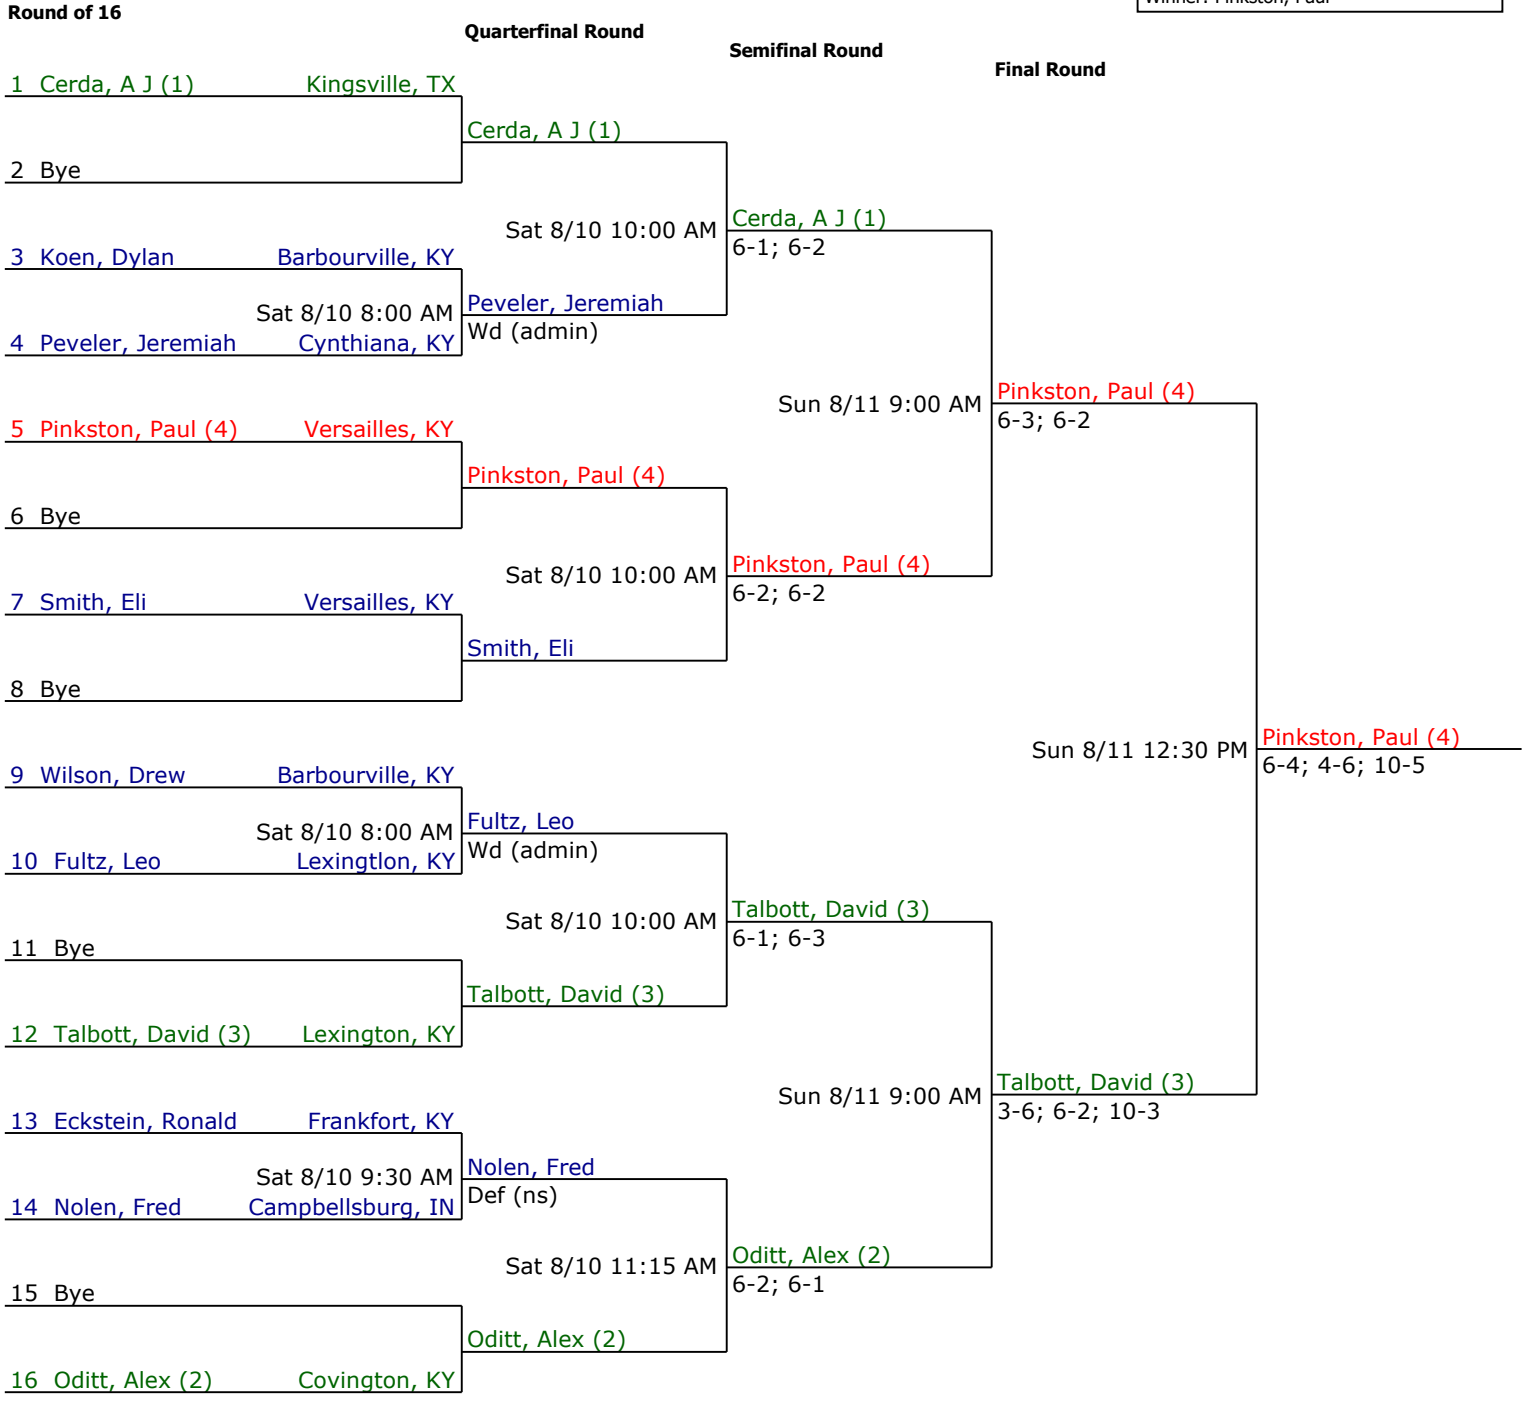 Winner: Pinkston, Paul
Round of 16
Quarterfinal Round
Semifinal Round
Final Round
1 Cerda, A J (1) Kingsville, TX
Cerda, A J (1)
2 Bye
Sat 8/10 10:00 AM
Cerda, A J (1)
6-1; 6-2
3 Koen, Dylan Barbourville, KY
Sat 8/10 8:00 AM
Peveler, Jeremiah
Wd (admin)
4 Peveler, Jeremiah Cynthiana, KY
Sun 8/11 9:00 AM
Pinkston, Paul (4)
6-3; 6-2
5 Pinkston, Paul (4) Versailles, KY
Pinkston, Paul (4)
6 Bye
Sat 8/10 10:00 AM
Pinkston, Paul (4)
6-2; 6-2
7 Smith, Eli Versailles, KY
Smith, Eli
8 Bye
Sun 8/11 12:30 PM
Pinkston, Paul (4)
6-4; 4-6; 10-5
9 Wilson, Drew Barbourville, KY
Sat 8/10 8:00 AM
Fultz, Leo
Wd (admin)
10 Fultz, Leo Lexingtlon, KY
Sat 8/10 10:00 AM
Talbott, David (3)
6-1; 6-3
11 Bye
Talbott, David (3)
12 Talbott, David (3) Lexington, KY
Sun 8/11 9:00 AM
Talbott, David (3)
3-6; 6-2; 10-3
13 Eckstein, Ronald Frankfort, KY
Sat 8/10 9:30 AM
Nolen, Fred
Def (ns)
14 Nolen, Fred Campbellsburg, IN
Sat 8/10 11:15 AM
Oditt, Alex (2)
6-2; 6-1
15 Bye
Oditt, Alex (2)
16 Oditt, Alex (2) Covington, KY